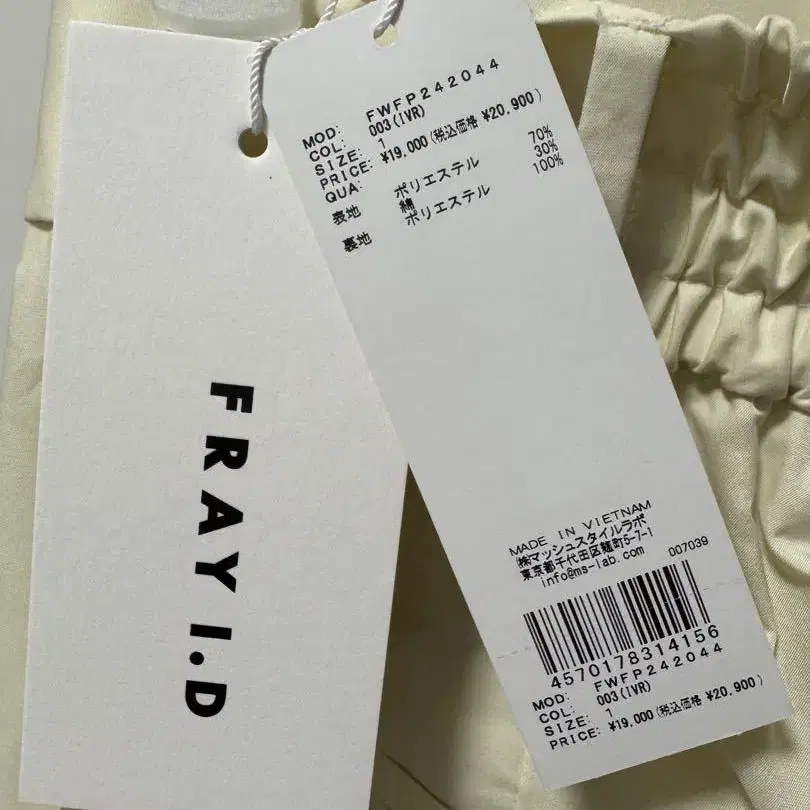 FRAY I.D
MOD: FWFP242044
COL: 003(IVR)
SIZE: 1
PRICE: ¥19,000(税込価格 ¥20,900)
QUA:
表地 ポリエステル 70%
綿 30%
裏地 ポリエステル 100%
MADE IN VIETNAM
(株)マッシュスタイルラボ
東京都千代田区麹町5-7-1
info@ms-lab.com 007039
4570178314156
MOD: FWFP242044
COL: 003(IVR)
SIZE: 1
PRICE: ¥19,000(税込価格 ¥20,900)